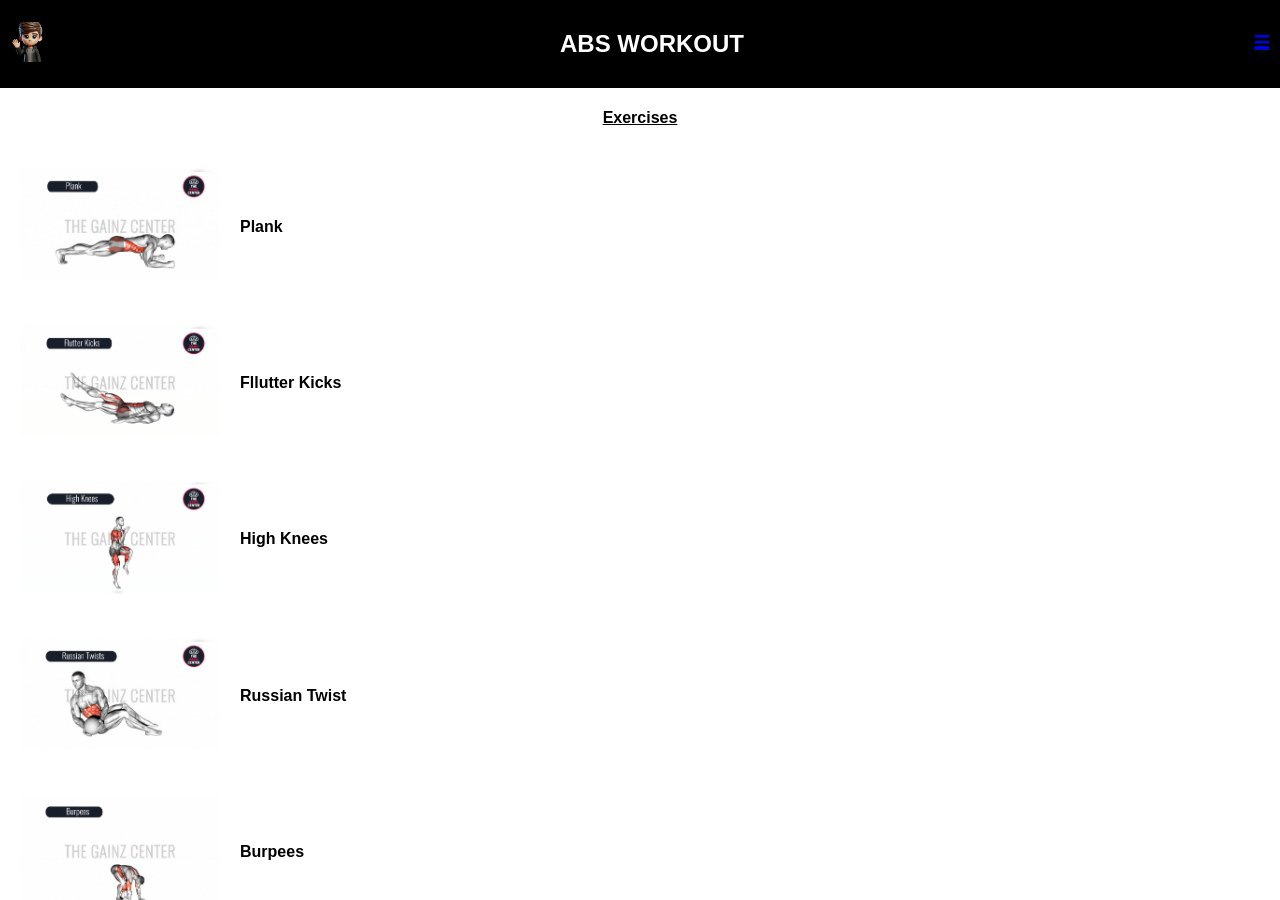 ABS WORKOUT
Exercises
Plank
THE GAINZ CENTER
Plank
Flutter Kicks
THE GAINZ CENTER
Fllutter Kicks
High Knees
THE GAINZ CENTER
High Knees
Russian Twists
THE GAINZ CENTER
Russian Twist
Burpees
THE GAINZ CENTER
Burpees